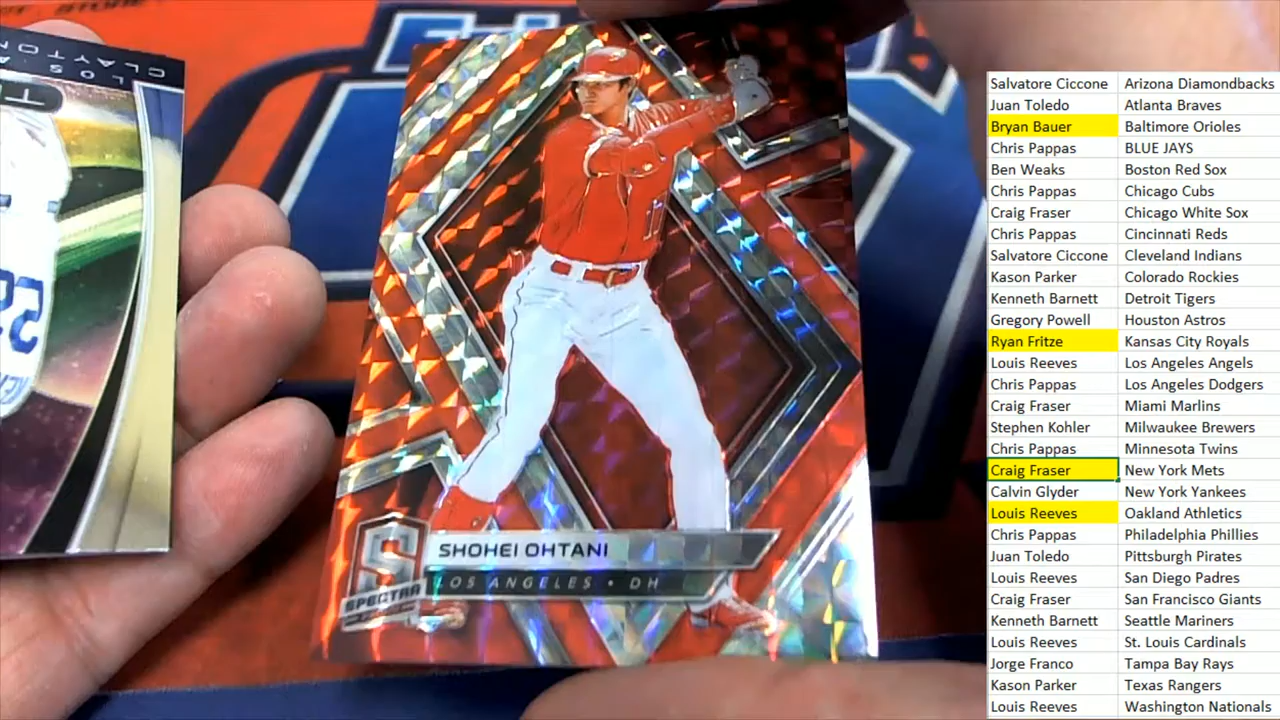 LOS A
CLAYTON
SHOHEI OHTANI
LOS ANGELES • DH
SPECTRA
Salvatore Ciccone Arizona Diamondbacks
Juan Toledo Atlanta Braves
Bryan Bauer Baltimore Orioles
Chris Pappas BLUE JAYS
Ben Weaks Boston Red Sox
Chris Pappas Chicago Cubs
Craig Fraser Chicago White Sox
Chris Pappas Cincinnati Reds
Salvatore Ciccone Cleveland Indians
Kason Parker Colorado Rockies
Kenneth Barnett Detroit Tigers
Gregory Powell Houston Astros
Ryan Fritze Kansas City Royals
Louis Reeves Los Angeles Angels
Chris Pappas Los Angeles Dodgers
Craig Fraser Miami Marlins
Stephen Kohler Milwaukee Brewers
Chris Pappas Minnesota Twins
Craig Fraser New York Mets
Calvin Glyder New York Yankees
Louis Reeves Oakland Athletics
Chris Pappas Philadelphia Phillies
Juan Toledo Pittsburgh Pirates
Louis Reeves San Diego Padres
Craig Fraser San Francisco Giants
Kenneth Barnett Seattle Mariners
Louis Reeves St. Louis Cardinals
Jorge Franco Tampa Bay Rays
Kason Parker Texas Rangers
Louis Reeves Washington Nationals